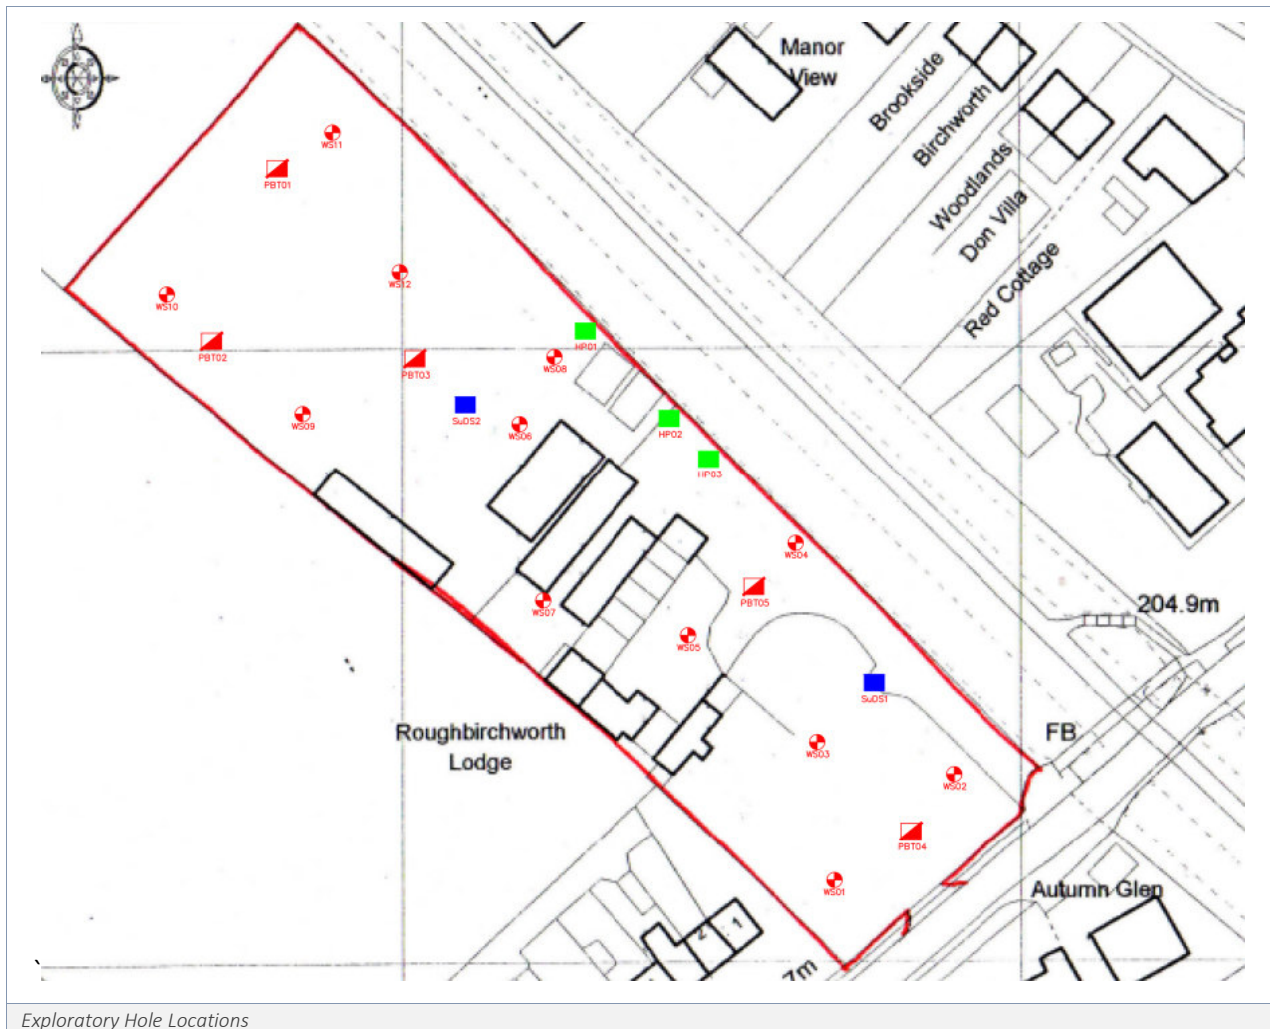 Manor
View
Brookside
Birchworth
Woodlands
Don Villa
Red Cottage
WS11
PBT01
WS12
WS10
PBT02
HP01
WS08
PBT03
SuDS2
WS09
WS06
HP02
HP03
WS04
PBT05
WS07
WS05
204.9m
SuDS1
Roughbirchworth
Lodge
FB
WS03
WS02
PBT04
WS01
Autumn Glen
2
1
7m
Exploratory Hole Locations